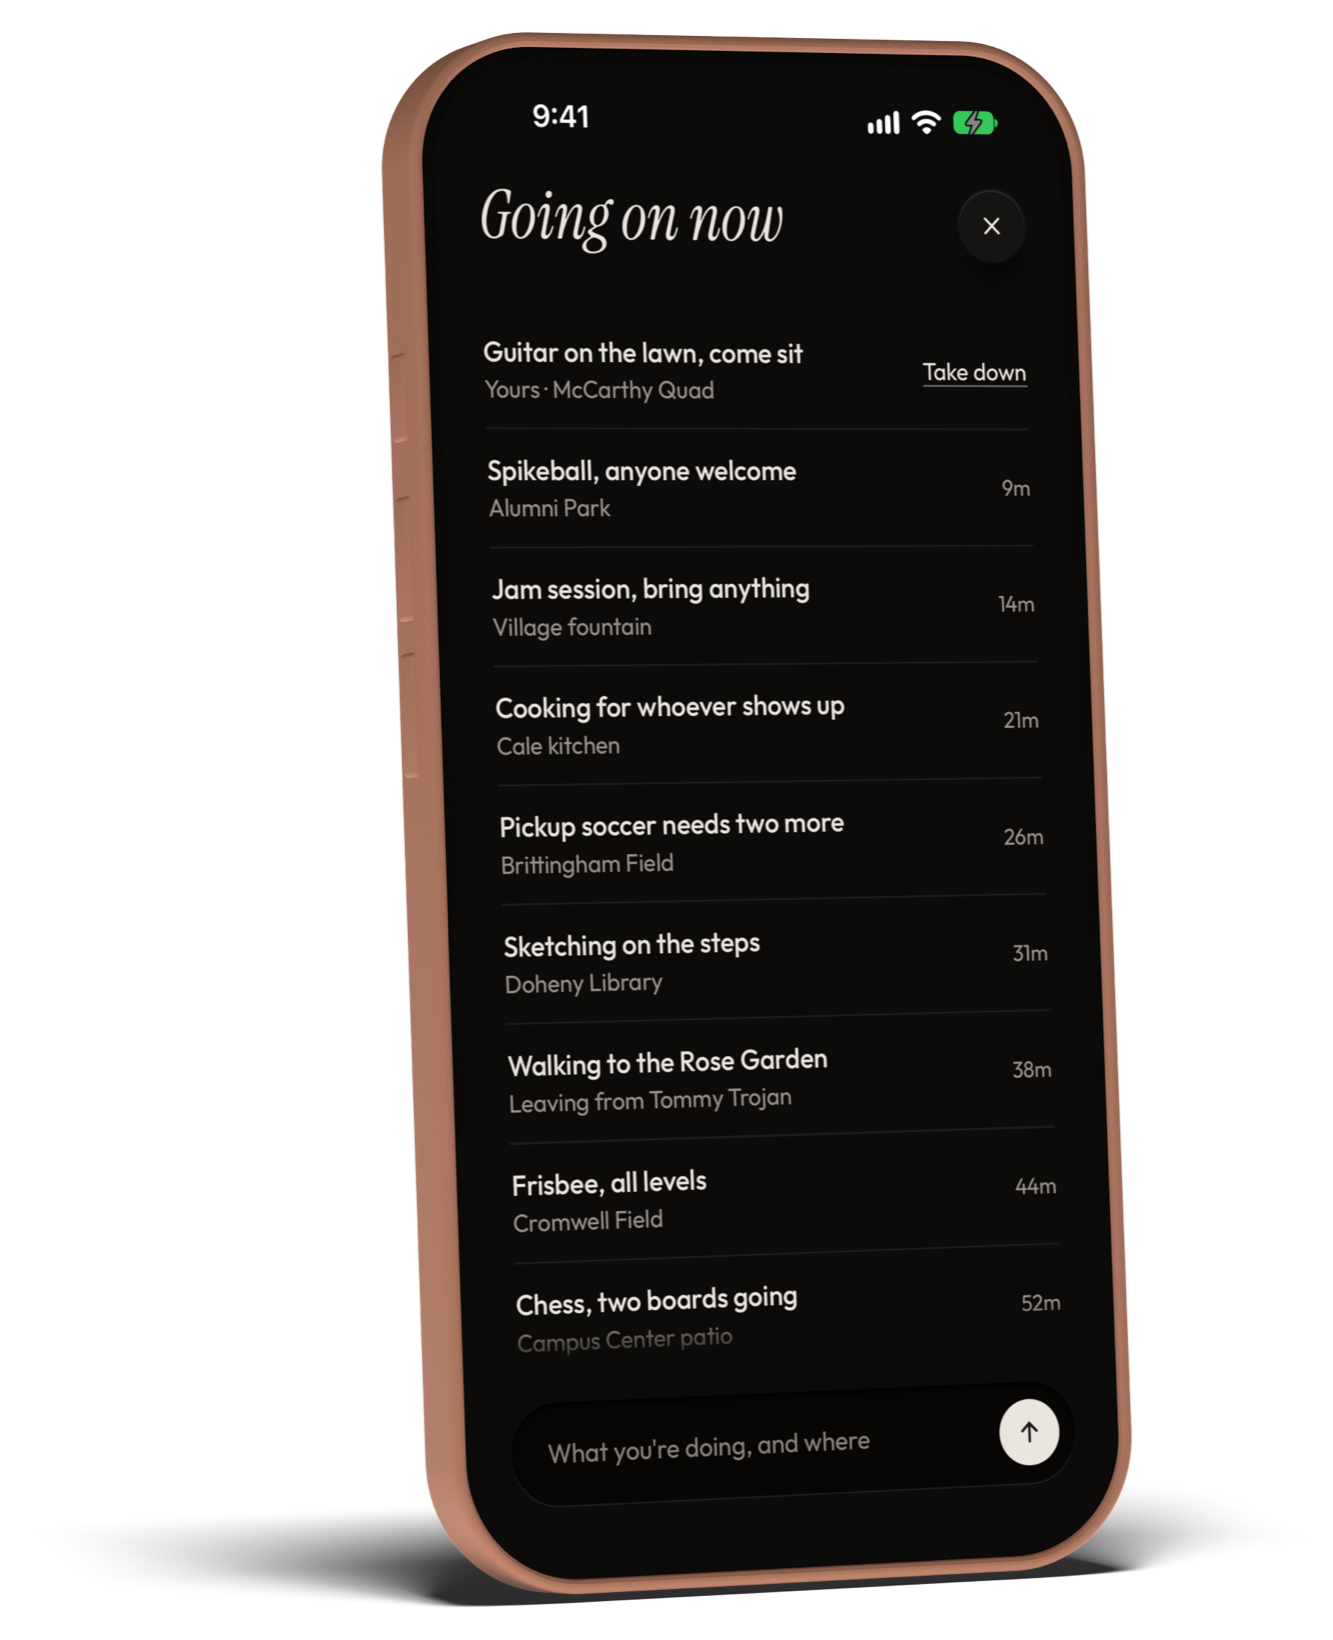 9:41
Going on now
Guitar on the lawn, come sit
Yours · McCarthy Quad
Take down
Spikeball, anyone welcome
Alumni Park
9m
Jam session, bring anything
Village fountain
14m
Cooking for whoever shows up
Cale kitchen
21m
Pickup soccer needs two more
Brittingham Field
26m
Sketching on the steps
Doheny Library
31m
Walking to the Rose Garden
Leaving from Tommy Trojan
38m
Frisbee, all levels
Cromwell Field
44m
Chess, two boards going
Campus Center patio
52m
What you're doing, and where